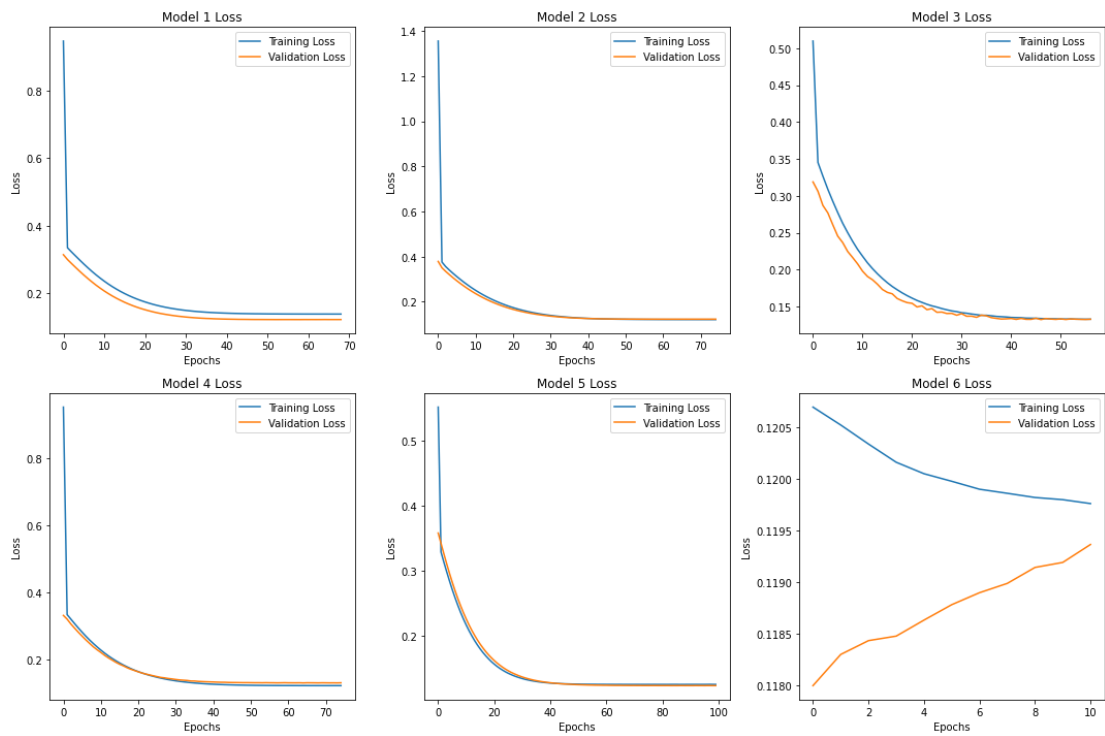 Model 1 Loss
Training Loss
Validation Loss
0.8
0.6
0.4
0.2
Loss
0 10 20 30 40 50 60 70
Epochs
Model 2 Loss
Training Loss
Validation Loss
1.4
1.2
1.0
0.8
0.6
0.4
0.2
Loss
0 10 20 30 40 50 60 70
Epochs
Model 3 Loss
Training Loss
Validation Loss
0.50
0.45
0.40
0.35
0.30
0.25
0.20
0.15
Loss
0 10 20 30 40 50
Epochs
Model 4 Loss
Training Loss
Validation Loss
0.8
0.6
0.4
0.2
Loss
0 10 20 30 40 50 60 70
Epochs
Model 5 Loss
Training Loss
Validation Loss
0.5
0.4
0.3
0.2
Loss
0 20 40 60 80 100
Epochs
Model 6 Loss
Training Loss
Validation Loss
0.1205
0.1200
0.1195
0.1190
0.1185
0.1180
Loss
0 2 4 6 8 10
Epochs